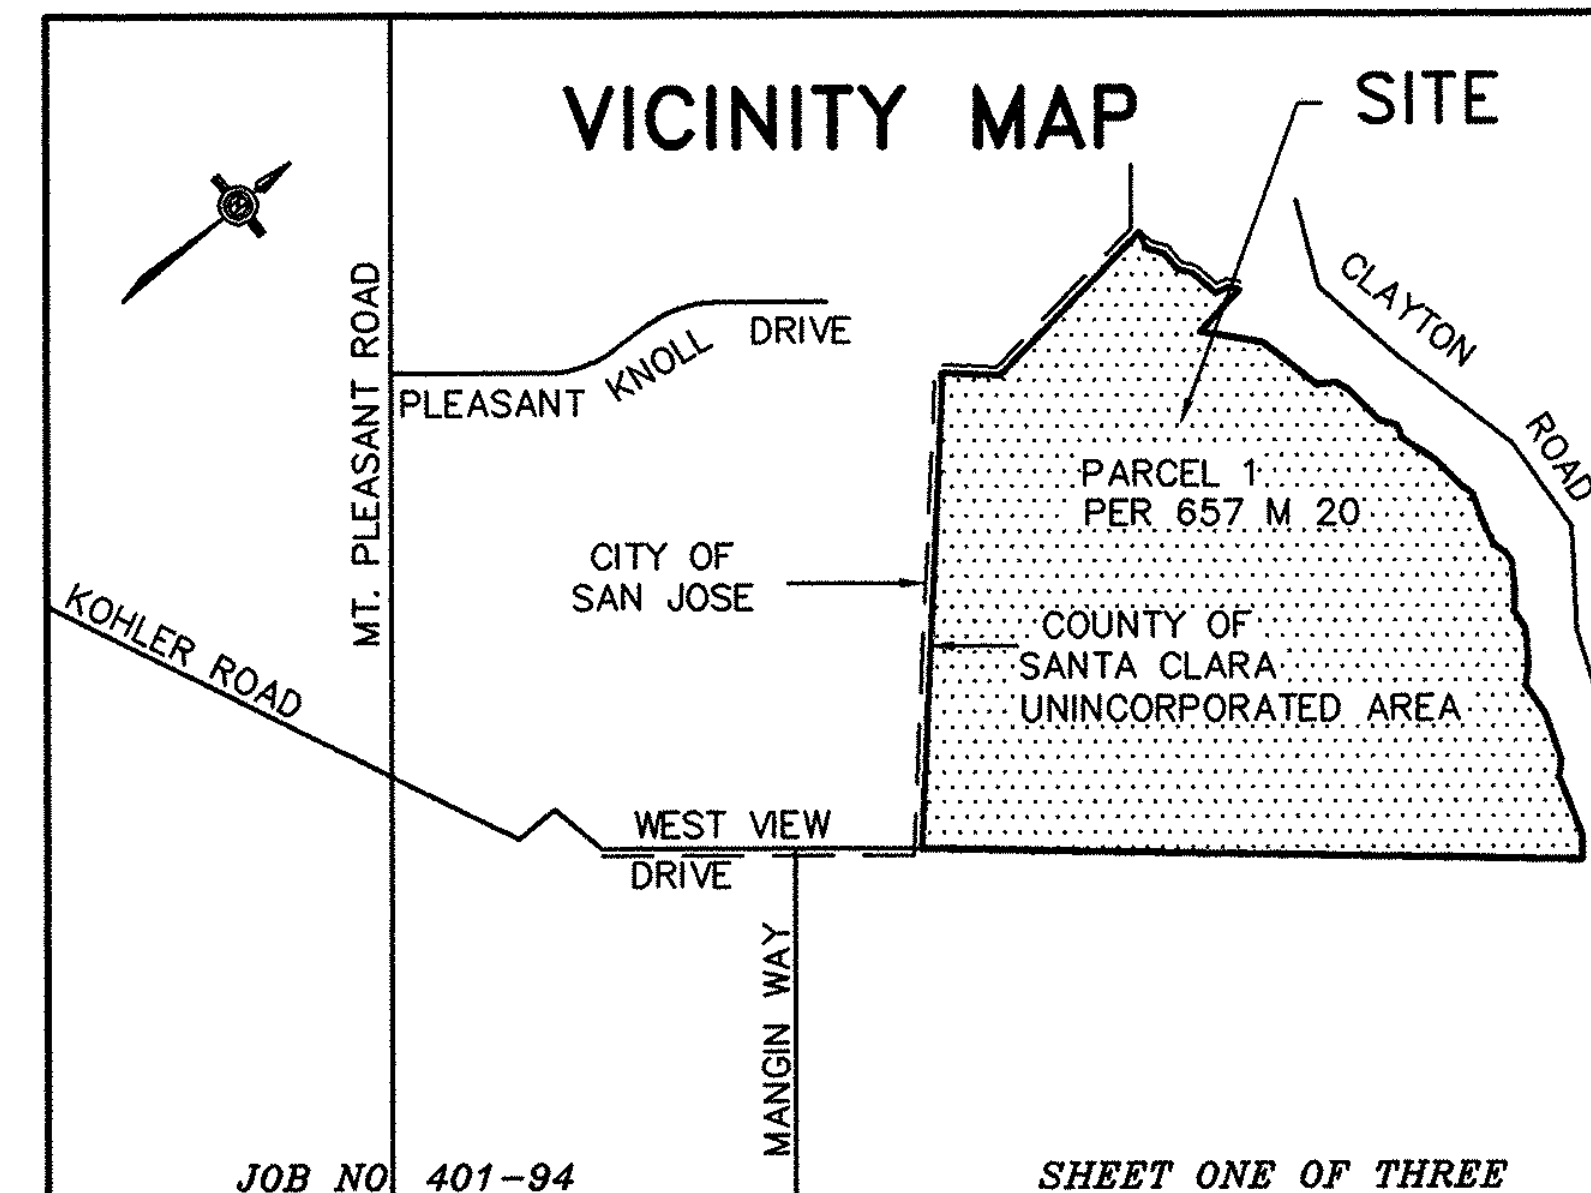 VICINITY MAP
SITE
CLAYTON
ROAD
MT. PLEASANT ROAD
PLEASANT KNOLL DRIVE
PARCEL 1
PER 657 M 20
CITY OF
SAN JOSE
COUNTY OF
SANTA CLARA
UNINCORPORATED AREA
KOHLER ROAD
WEST VIEW
DRIVE
MANGIN WAY
JOB NO 401-94
SHEET ONE OF THREE